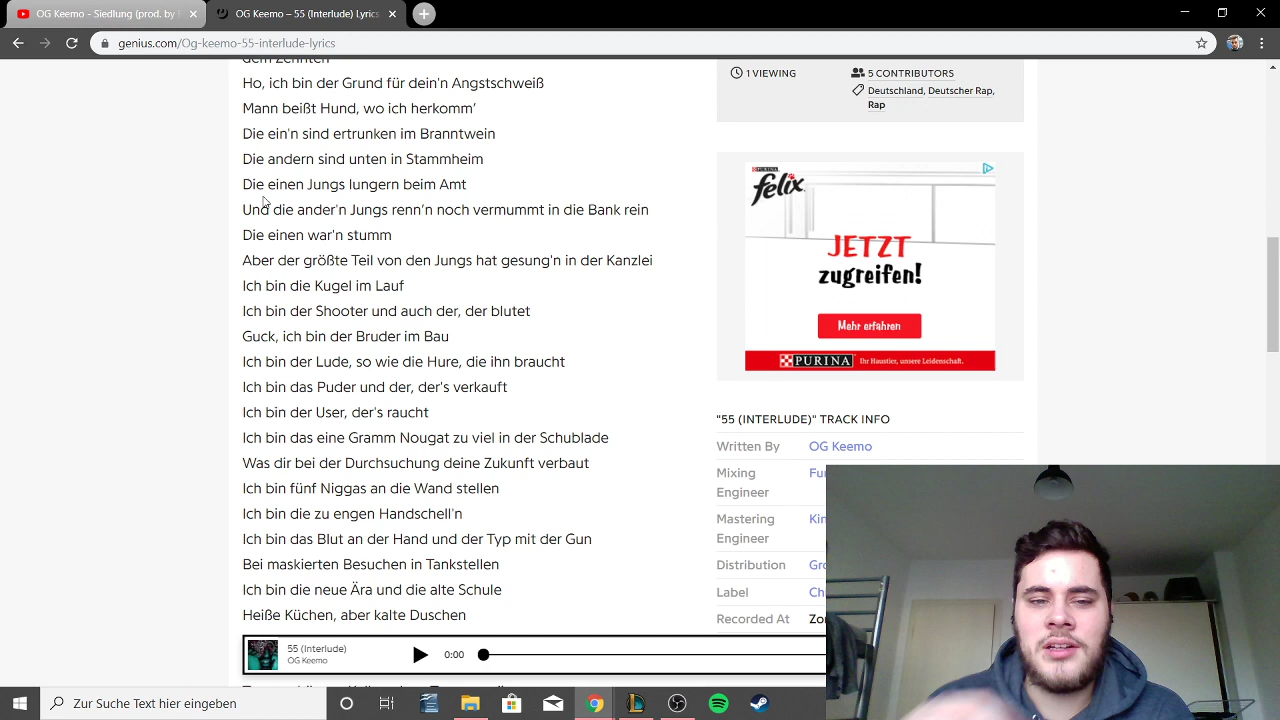 OG Keemo - Siedlung (prod. by
OG Keemo – 55 (Interlude) Lyrics
genius.com/Og-keemo-55-interlude-lyrics
dem Zehnten
Ho, ich bin der Grund für dein'n Angstschweiß
Mann beißt Hund, wo ich herkomm'
Die ein'n sind ertrunken im Branntwein
Die andern sind unten in Stammheim
Die einen Jungs lungern beim Amt
Und die ander'n Jungs renn'n noch vermummt in die Bank rein
Die einen war'n stumm
Aber der größte Teil von den Jungs hat gesung'n in der Kanzlei
Ich bin die Kugel im Lauf
Ich bin der Shooter und auch der, der blutet
Guck, ich bin der Bruder im Bau
Ich bin der Lude, so wie die Hure, die ihn braucht
Ich bin das Puder und der, der's verkauft
Ich bin der User, der's raucht
Ich bin das eine Gramm Nougat zu viel in der Schublade
Was dir bei der Durchsuchung deine Zukunft verbaut
Ich bin fünf Niggas an die Wand stellen
Ich bin die zu engen Handschell'n
Ich bin das Blut an der Hand und der Typ mit der Gun
Bei maskierten Besuchen in Tankstellen
Ich bin die neue Ära und die alte Schule
Heiße Küchen, aber kalte Duschen
1 VIEWING
5 CONTRIBUTORS
Deutschland, Deutscher Rap,
Rap
PURINA
felix
JETZT
zugreifen!
Mehr erfahren
PURINA Ihr Haustier, unsere Leidenschaft.
"55 (INTERLUDE)" TRACK INFO
Written By OG Keemo
Mixing Fu
Engineer
Mastering Kin
Engineer
Distribution Gro
Label Ch
Recorded At Zo
55 (Interlude)
OG Keemo
0:00
Zur Suche Text hier eingeben